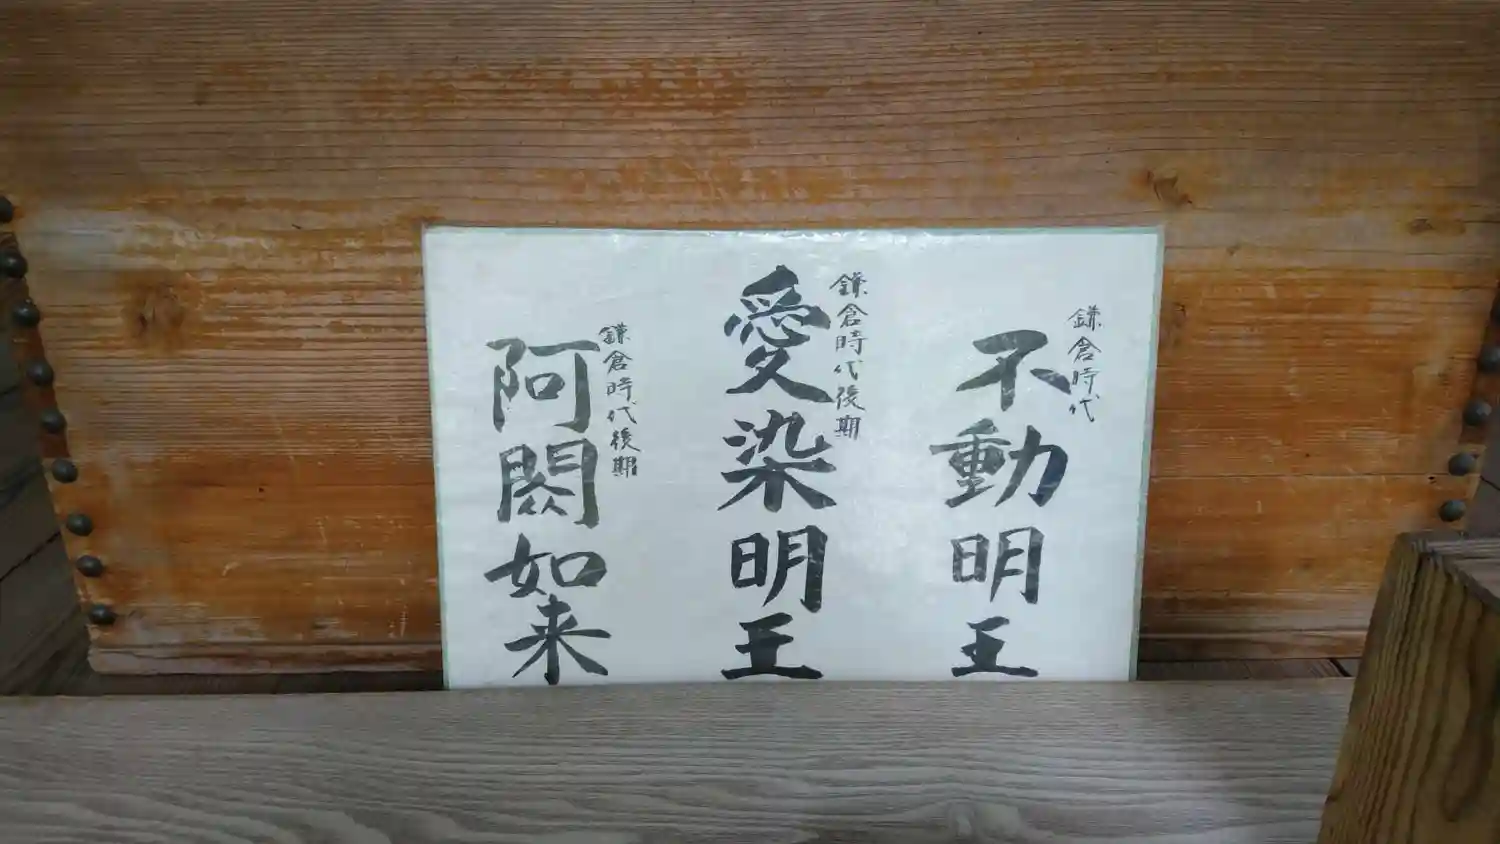 鎌倉時代
不動明王
鎌倉時代後期
愛染明王
鎌倉時代後期
阿閦如来